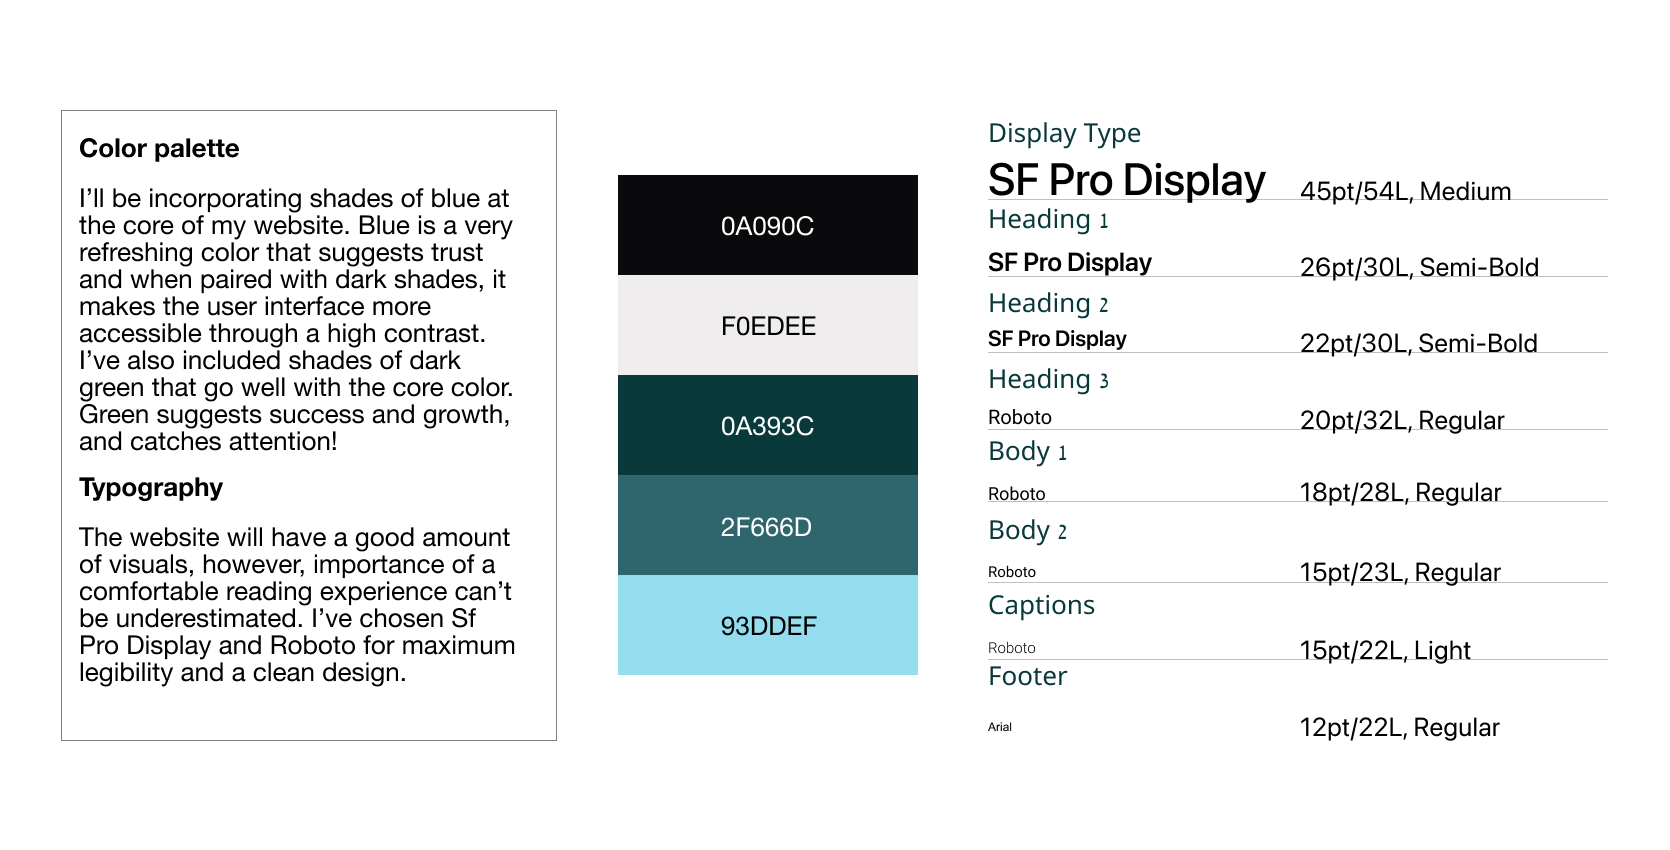 Color palette
I’ll be incorporating shades of blue at
the core of my website. Blue is a very
refreshing color that suggests trust
and when paired with dark shades, it
makes the user interface more
accessible through a high contrast.
I’ve also included shades of dark
green that go well with the core color.
Green suggests success and growth,
and catches attention!
Typography
The website will have a good amount
of visuals, however, importance of a
comfortable reading experience can’t
be underestimated. I’ve chosen Sf
Pro Display and Roboto for maximum
legibility and a clean design.
0A090C
F0EDEE
0A393C
2F666D
93DDEF
Display Type
SF Pro Display 45pt/54L, Medium
Heading 1
SF Pro Display 26pt/30L, Semi-Bold
Heading 2
SF Pro Display 22pt/30L, Semi-Bold
Heading 3
Roboto 20pt/32L, Regular
Body 1
Roboto 18pt/28L, Regular
Body 2
Roboto 15pt/23L, Regular
Captions
Roboto 15pt/22L, Light
Footer
Arial 12pt/22L, Regular